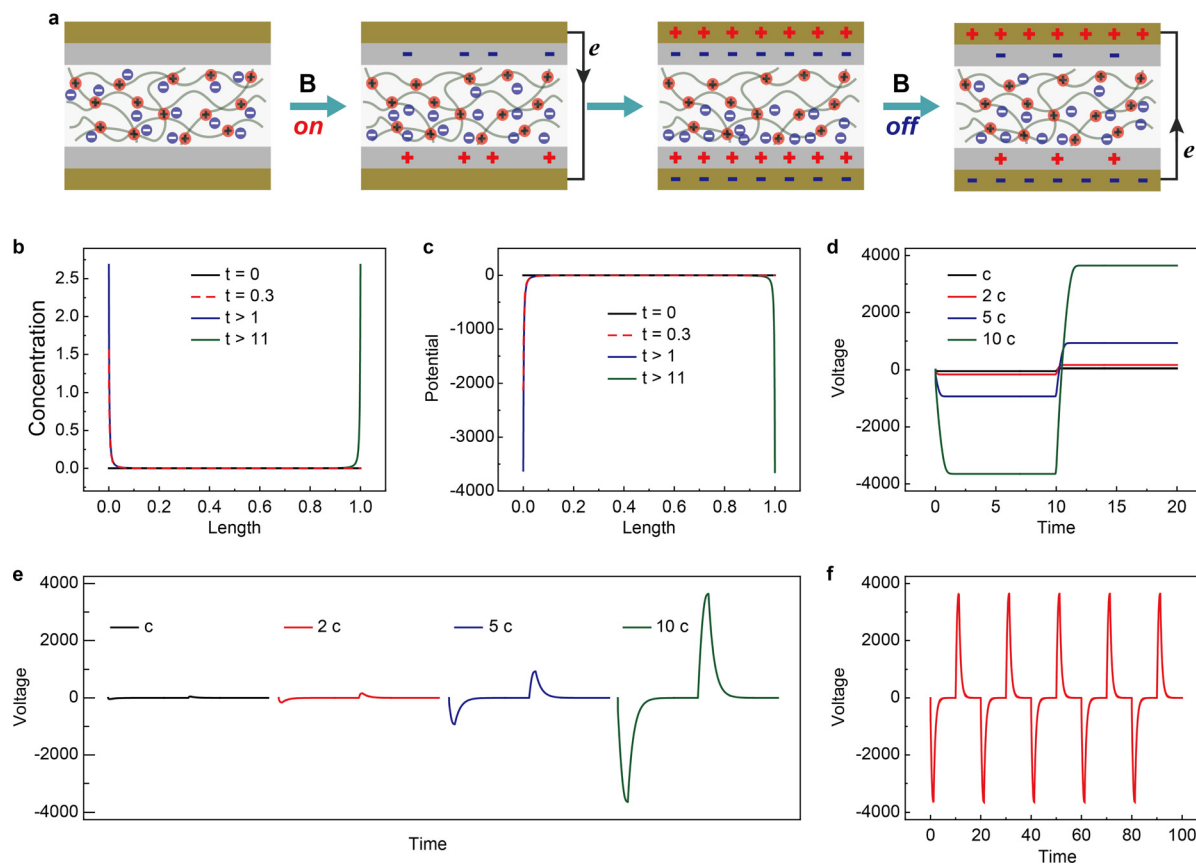 a
e
B
on
B
off
e
b
Concentration
2.5
2.0
1.5
1.0
0.5
0.0
t = 0
t = 0.3
t > 1
t > 11
0.0 0.2 0.4 0.6 0.8 1.0
Length
c
Potential
0
-1000
-2000
-3000
-4000
t = 0
t = 0.3
t > 1
t > 11
0.0 0.2 0.4 0.6 0.8 1.0
Length
d
Voltage
4000
2000
0
-2000
-4000
c
2 c
5 c
10 c
0 5 10 15 20
Time
e
Voltage
4000
2000
0
-2000
-4000
c
2 c
5 c
10 c
Time
f
Voltage
4000
2000
0
-2000
-4000
0 20 40 60 80 100
Time